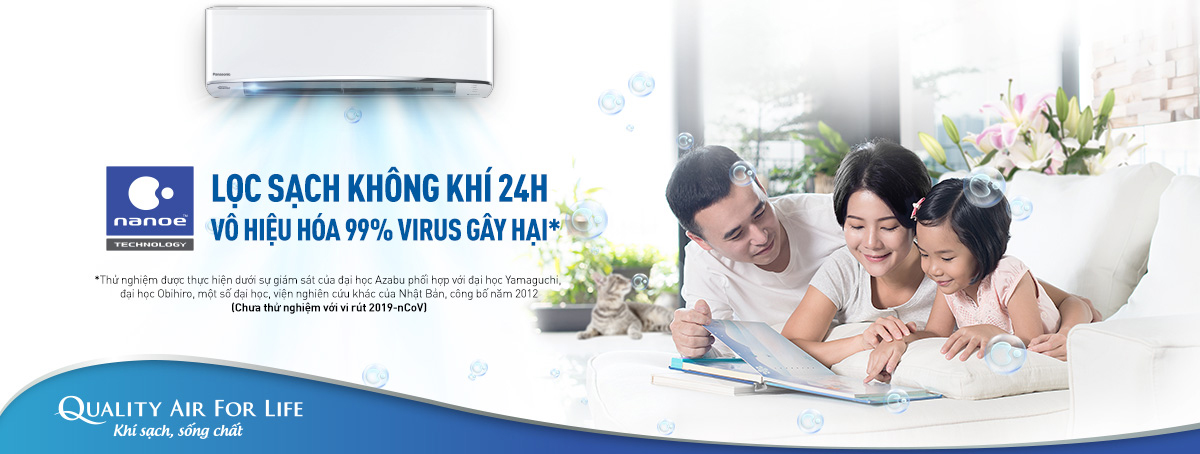 Panasonic
nanoe™
TECHNOLOGY
LỌC SẠCH KHÔNG KHÍ 24H
VÔ HIỆU HÓA 99% VIRUS GÂY HẠI*
*Thử nghiệm được thực hiện dưới sự giám sát của đại học Azabu phối hợp với đại học Yamaguchi,
đại học Obihiro, một số đại học, viện nghiên cứu khác của Nhật Bản, công bố năm 2012
(Chưa thử nghiệm với vi rút 2019-nCoV)
QUALITY AIR FOR LIFE
Khí sạch, sống chất